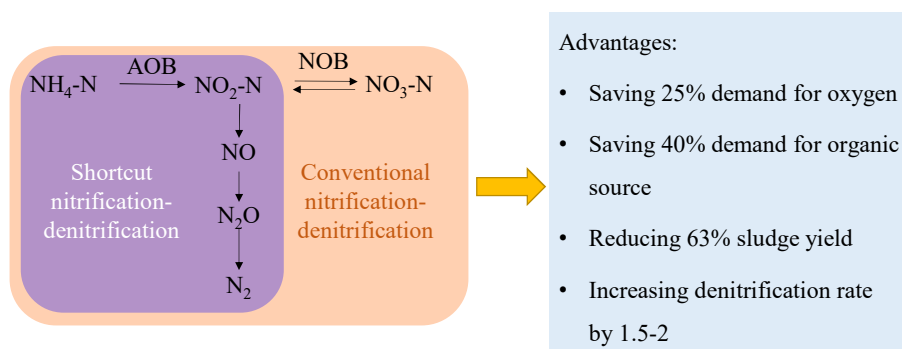 AOB
NOB
NH₄-N
NO₂-N
NO₃-N
NO
N₂O
N₂
Shortcut
nitrification-
denitrification
Conventional
nitrification-
denitrification
Advantages:
• Saving 25% demand for oxygen
• Saving 40% demand for organic
source
• Reducing 63% sludge yield
• Increasing denitrification rate
by 1.5-2